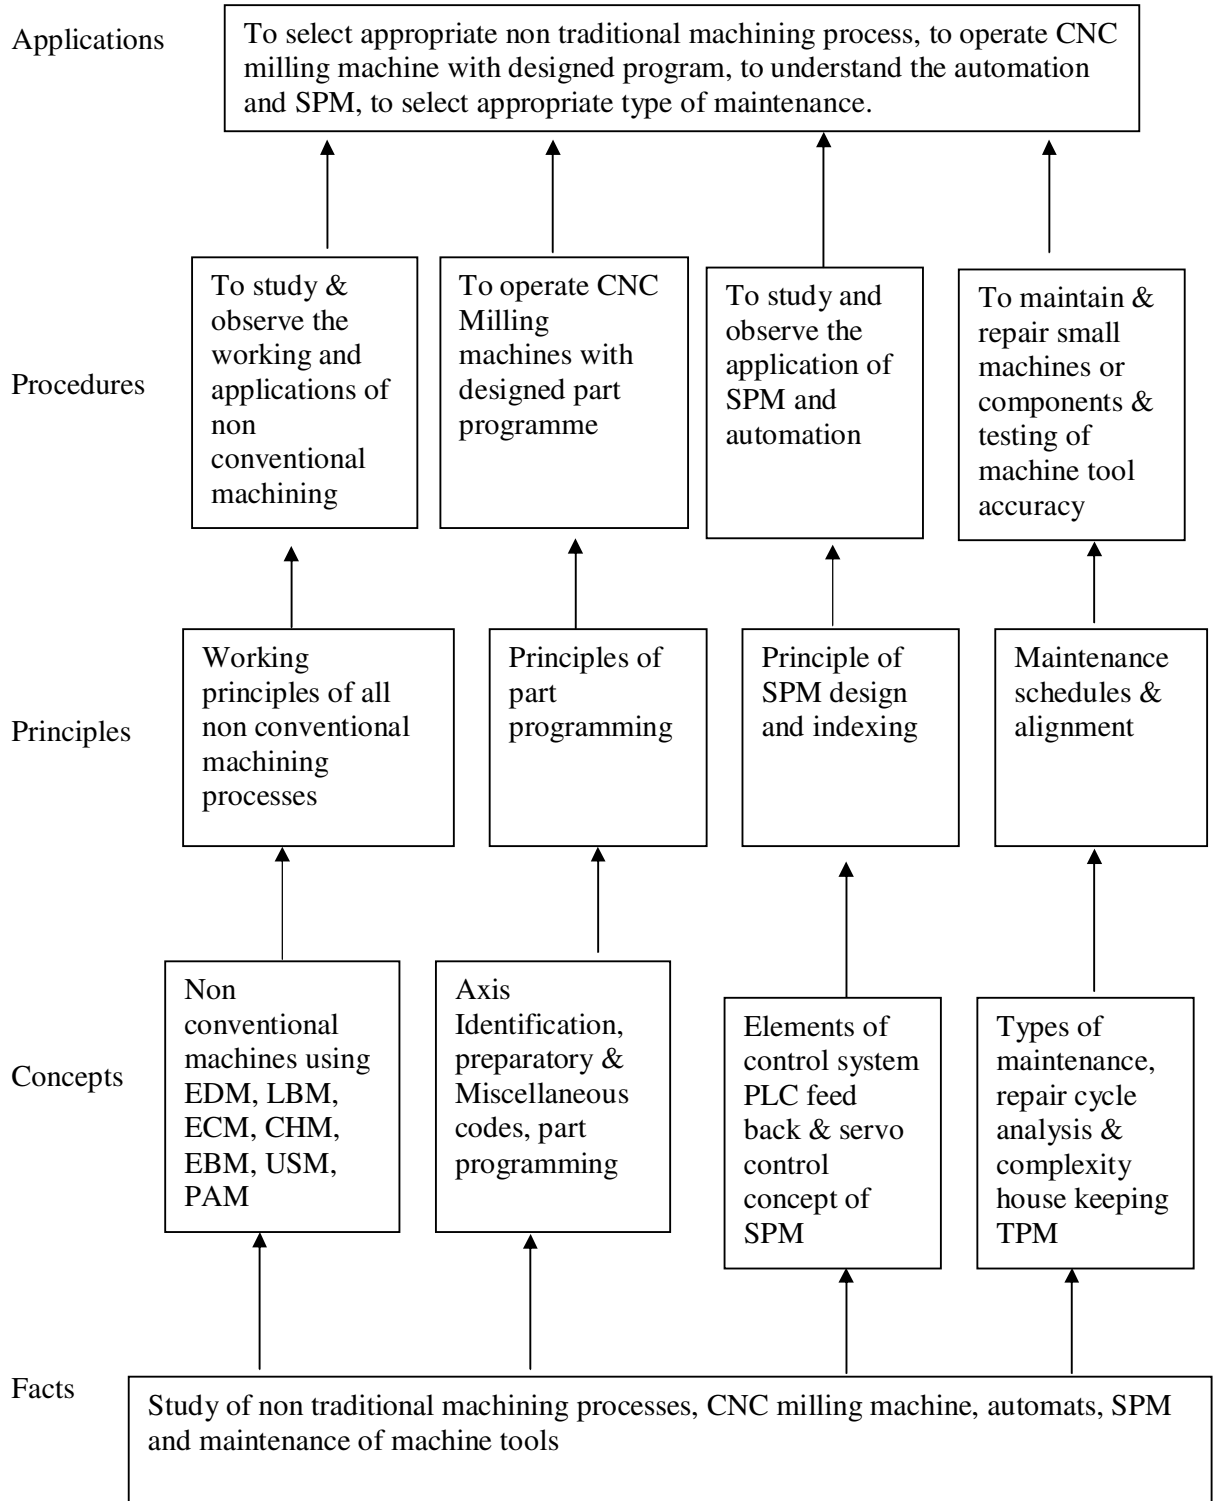 Applications
To select appropriate non traditional machining process, to operate CNC
milling machine with designed program, to understand the automation
and SPM, to select appropriate type of maintenance.
Procedures
To study &
observe the
working and
applications of
non
conventional
machining
To operate CNC
Milling
machines with
designed part
programme
To study and
observe the
application of
SPM and
automation
To maintain &
repair small
machines or
components &
testing of
machine tool
accuracy
Principles
Working
principles of all
non conventional
machining
processes
Principles of
part
programming
Principle of
SPM design
and indexing
Maintenance
schedules &
alignment
Concepts
Non
conventional
machines using
EDM, LBM,
ECM, CHM,
EBM, USM,
PAM
Axis
Identification,
preparatory &
Miscellaneous
codes, part
programming
Elements of
control system
PLC feed
back & servo
control
concept of
SPM
Types of
maintenance,
repair cycle
analysis &
complexity
house keeping
TPM
Facts
Study of non traditional machining processes, CNC milling machine, automats, SPM
and maintenance of machine tools